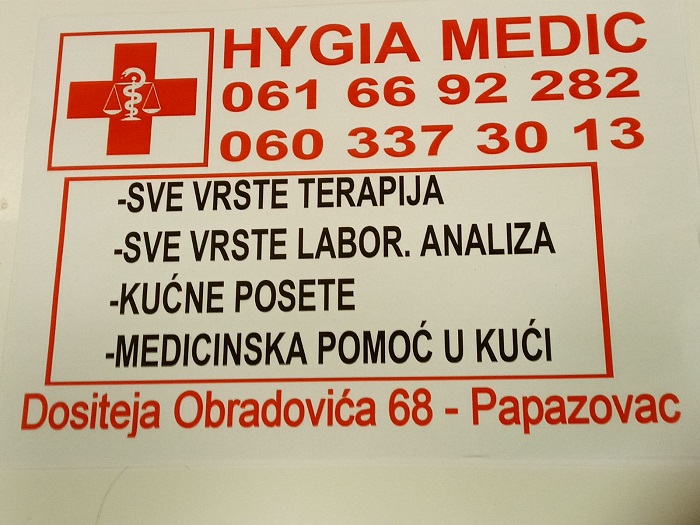 HYGIA MEDIC
061 66 92 282
060 337 30 13
-SVE VRSTE TERAPIJA
-SVE VRSTE LABOR. ANALIZA
-KUĆNE POSETE
-MEDICINSKA POMOĆ U KUĆI
Dositeja Obradovića 68 - Papazovac